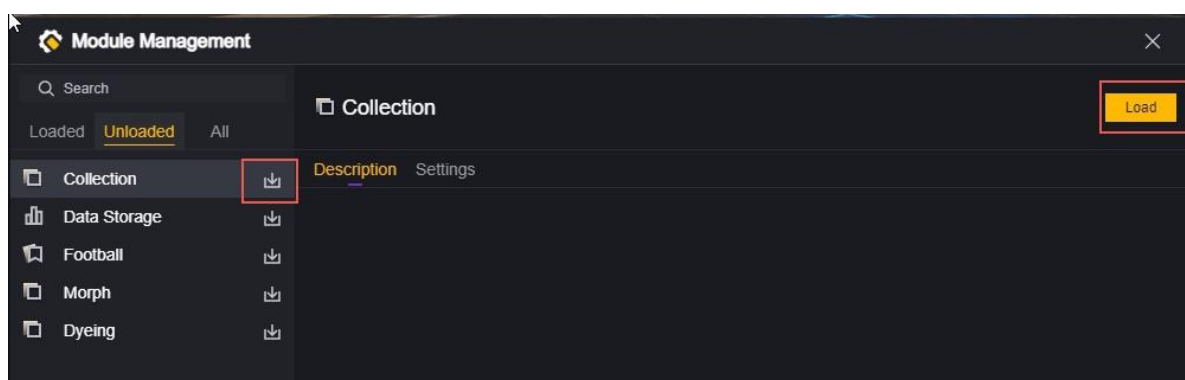 Module Management
Search
Loaded Unloaded All
Collection
Data Storage
Football
Morph
Dyeing
Collection
Load
Description Settings